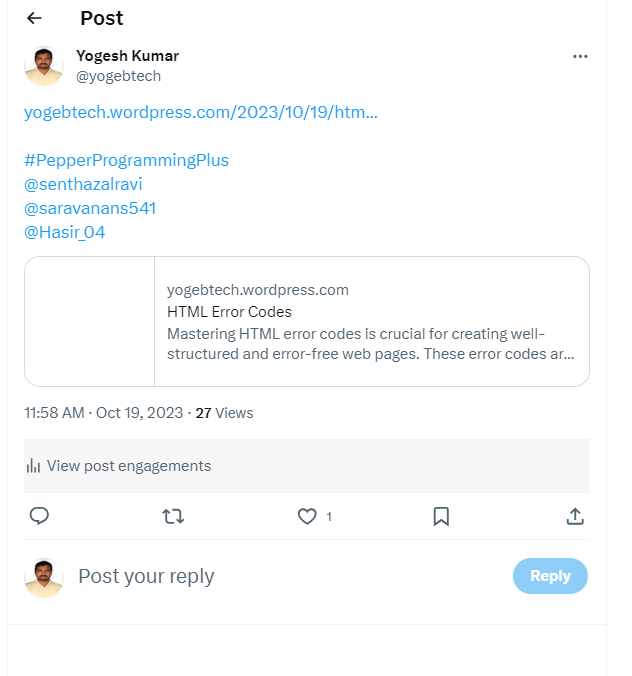 Post
Yogesh Kumar
@yogebtech
yogebtech.wordpress.com/2023/10/19/htm...
#PepperProgrammingPlus
@senthazalravi
@saravanans541
@Hasir_04
yogebtech.wordpress.com
HTML Error Codes
Mastering HTML error codes is crucial for creating well-
structured and error-free web pages. These error codes ar...
11:58 AM · Oct 19, 2023 · 27 Views
View post engagements
1
Post your reply
Reply